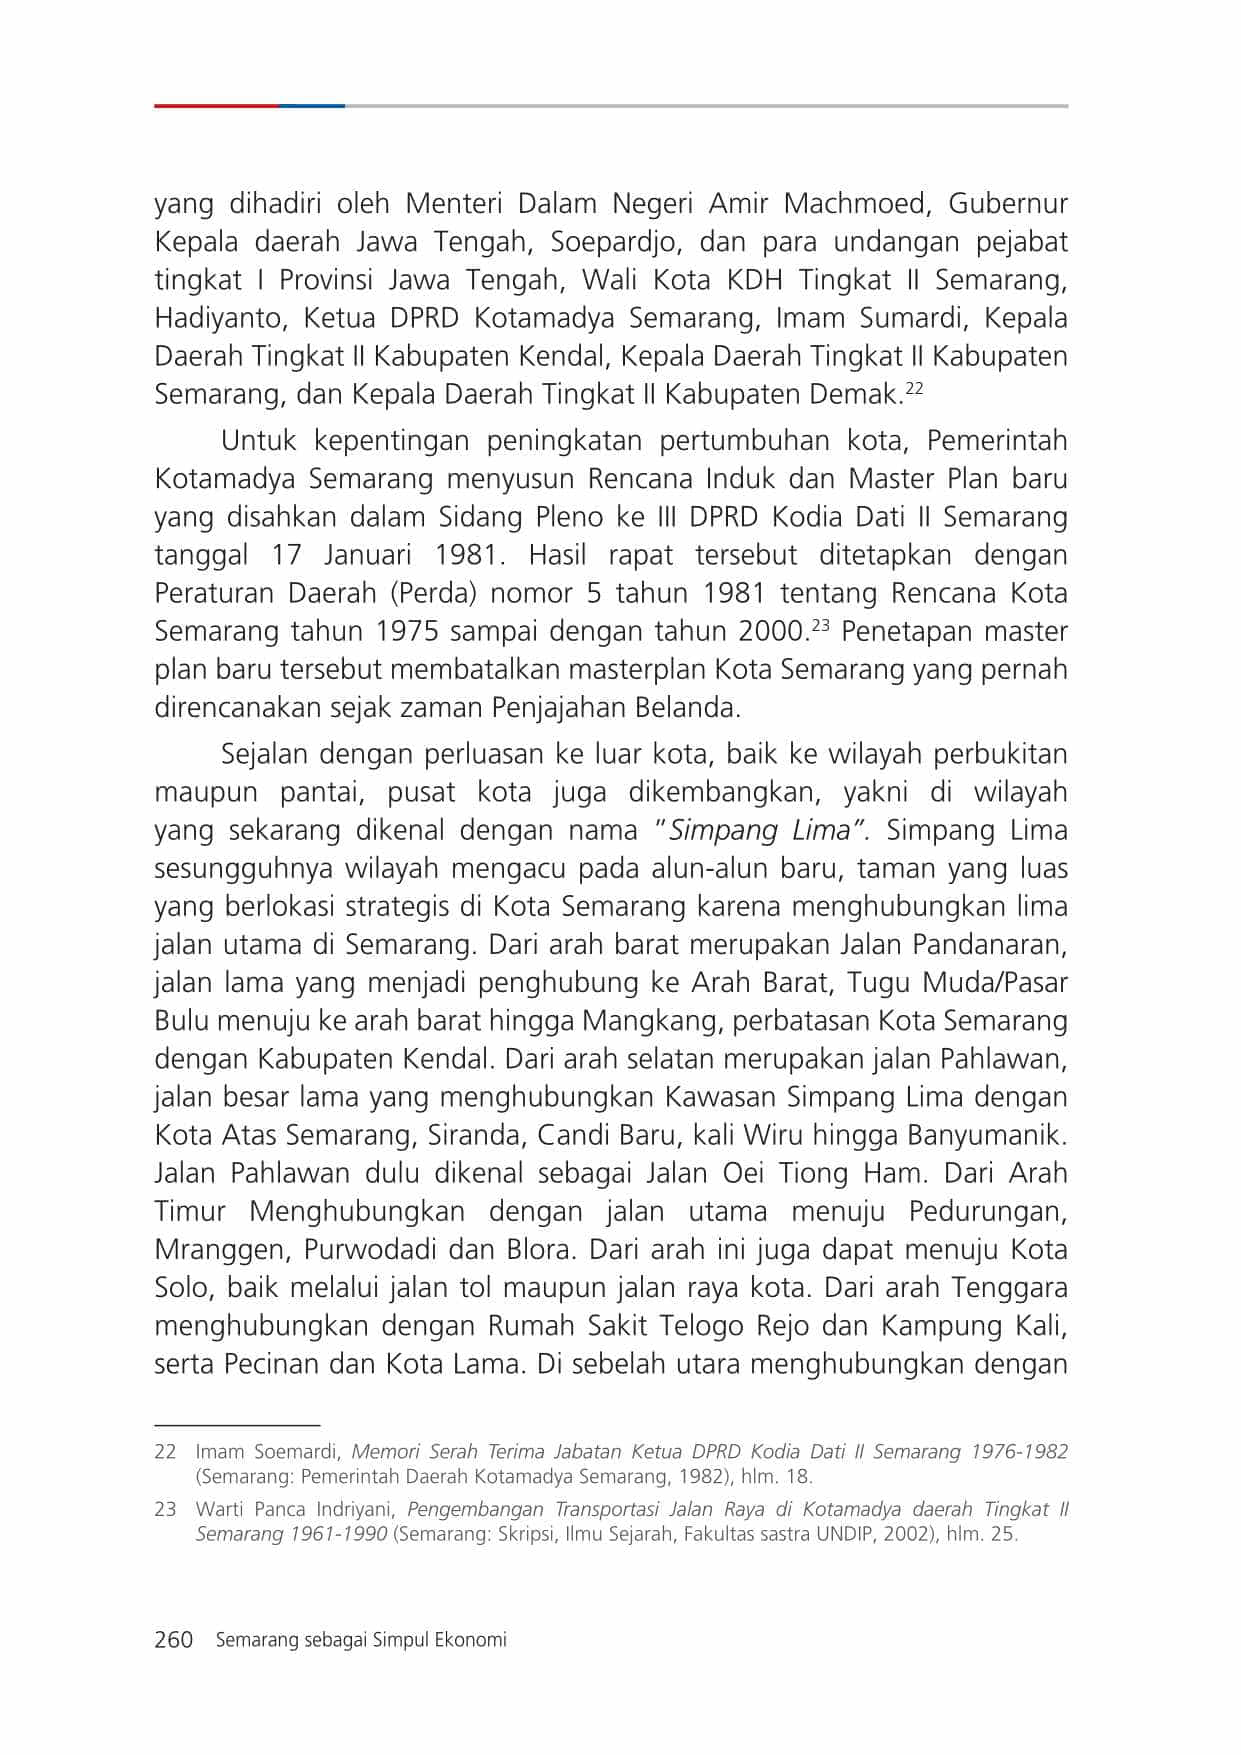 yang dihadiri oleh Menteri Dalam Negeri Amir Machmoed, Gubernur
Kepala daerah Jawa Tengah, Soepardjo, dan para undangan pejabat
tingkat I Provinsi Jawa Tengah, Wali Kota KDH Tingkat II Semarang,
Hadiyanto, Ketua DPRD Kotamadya Semarang, Imam Sumardi, Kepala
Daerah Tingkat II Kabupaten Kendal, Kepala Daerah Tingkat II Kabupaten
Semarang, dan Kepala Daerah Tingkat II Kabupaten Demak.22
Untuk kepentingan peningkatan pertumbuhan kota, Pemerintah
Kotamadya Semarang menyusun Rencana Induk dan Master Plan baru
yang disahkan dalam Sidang Pleno ke III DPRD Kodia Dati II Semarang
tanggal 17 Januari 1981. Hasil rapat tersebut ditetapkan dengan
Peraturan Daerah (Perda) nomor 5 tahun 1981 tentang Rencana Kota
Semarang tahun 1975 sampai dengan tahun 2000.23 Penetapan master
plan baru tersebut membatalkan masterplan Kota Semarang yang pernah
direncanakan sejak zaman Penjajahan Belanda.
Sejalan dengan perluasan ke luar kota, baik ke wilayah perbukitan
maupun pantai, pusat kota juga dikembangkan, yakni di wilayah
yang sekarang dikenal dengan nama "Simpang Lima". Simpang Lima
sesungguhnya wilayah mengacu pada alun-alun baru, taman yang luas
yang berlokasi strategis di Kota Semarang karena menghubungkan lima
jalan utama di Semarang. Dari arah barat merupakan Jalan Pandanaran,
jalan lama yang menjadi penghubung ke Arah Barat, Tugu Muda/Pasar
Bulu menuju ke arah barat hingga Mangkang, perbatasan Kota Semarang
dengan Kabupaten Kendal. Dari arah selatan merupakan jalan Pahlawan,
jalan besar lama yang menghubungkan Kawasan Simpang Lima dengan
Kota Atas Semarang, Siranda, Candi Baru, kali Wiru hingga Banyumanik.
Jalan Pahlawan dulu dikenal sebagai Jalan Oei Tiong Ham. Dari Arah
Timur Menghubungkan dengan jalan utama menuju Pedurungan,
Mranggen, Purwodadi dan Blora. Dari arah ini juga dapat menuju Kota
Solo, baik melalui jalan tol maupun jalan raya kota. Dari arah Tenggara
menghubungkan dengan Rumah Sakit Telogo Rejo dan Kampung Kali,
serta Pecinan dan Kota Lama. Di sebelah utara menghubungkan dengan
22 Imam Soemardi, Memori Serah Terima Jabatan Ketua DPRD Kodia Dati II Semarang 1976-1982
(Semarang: Pemerintah Daerah Kotamadya Semarang, 1982), hlm. 18.
23 Warti Panca Indriyani, Pengembangan Transportasi Jalan Raya di Kotamadya daerah Tingkat II
Semarang 1961-1990 (Semarang: Skripsi, Ilmu Sejarah, Fakultas sastra UNDIP, 2002), hlm. 25.
260 Semarang sebagai Simpul Ekonomi